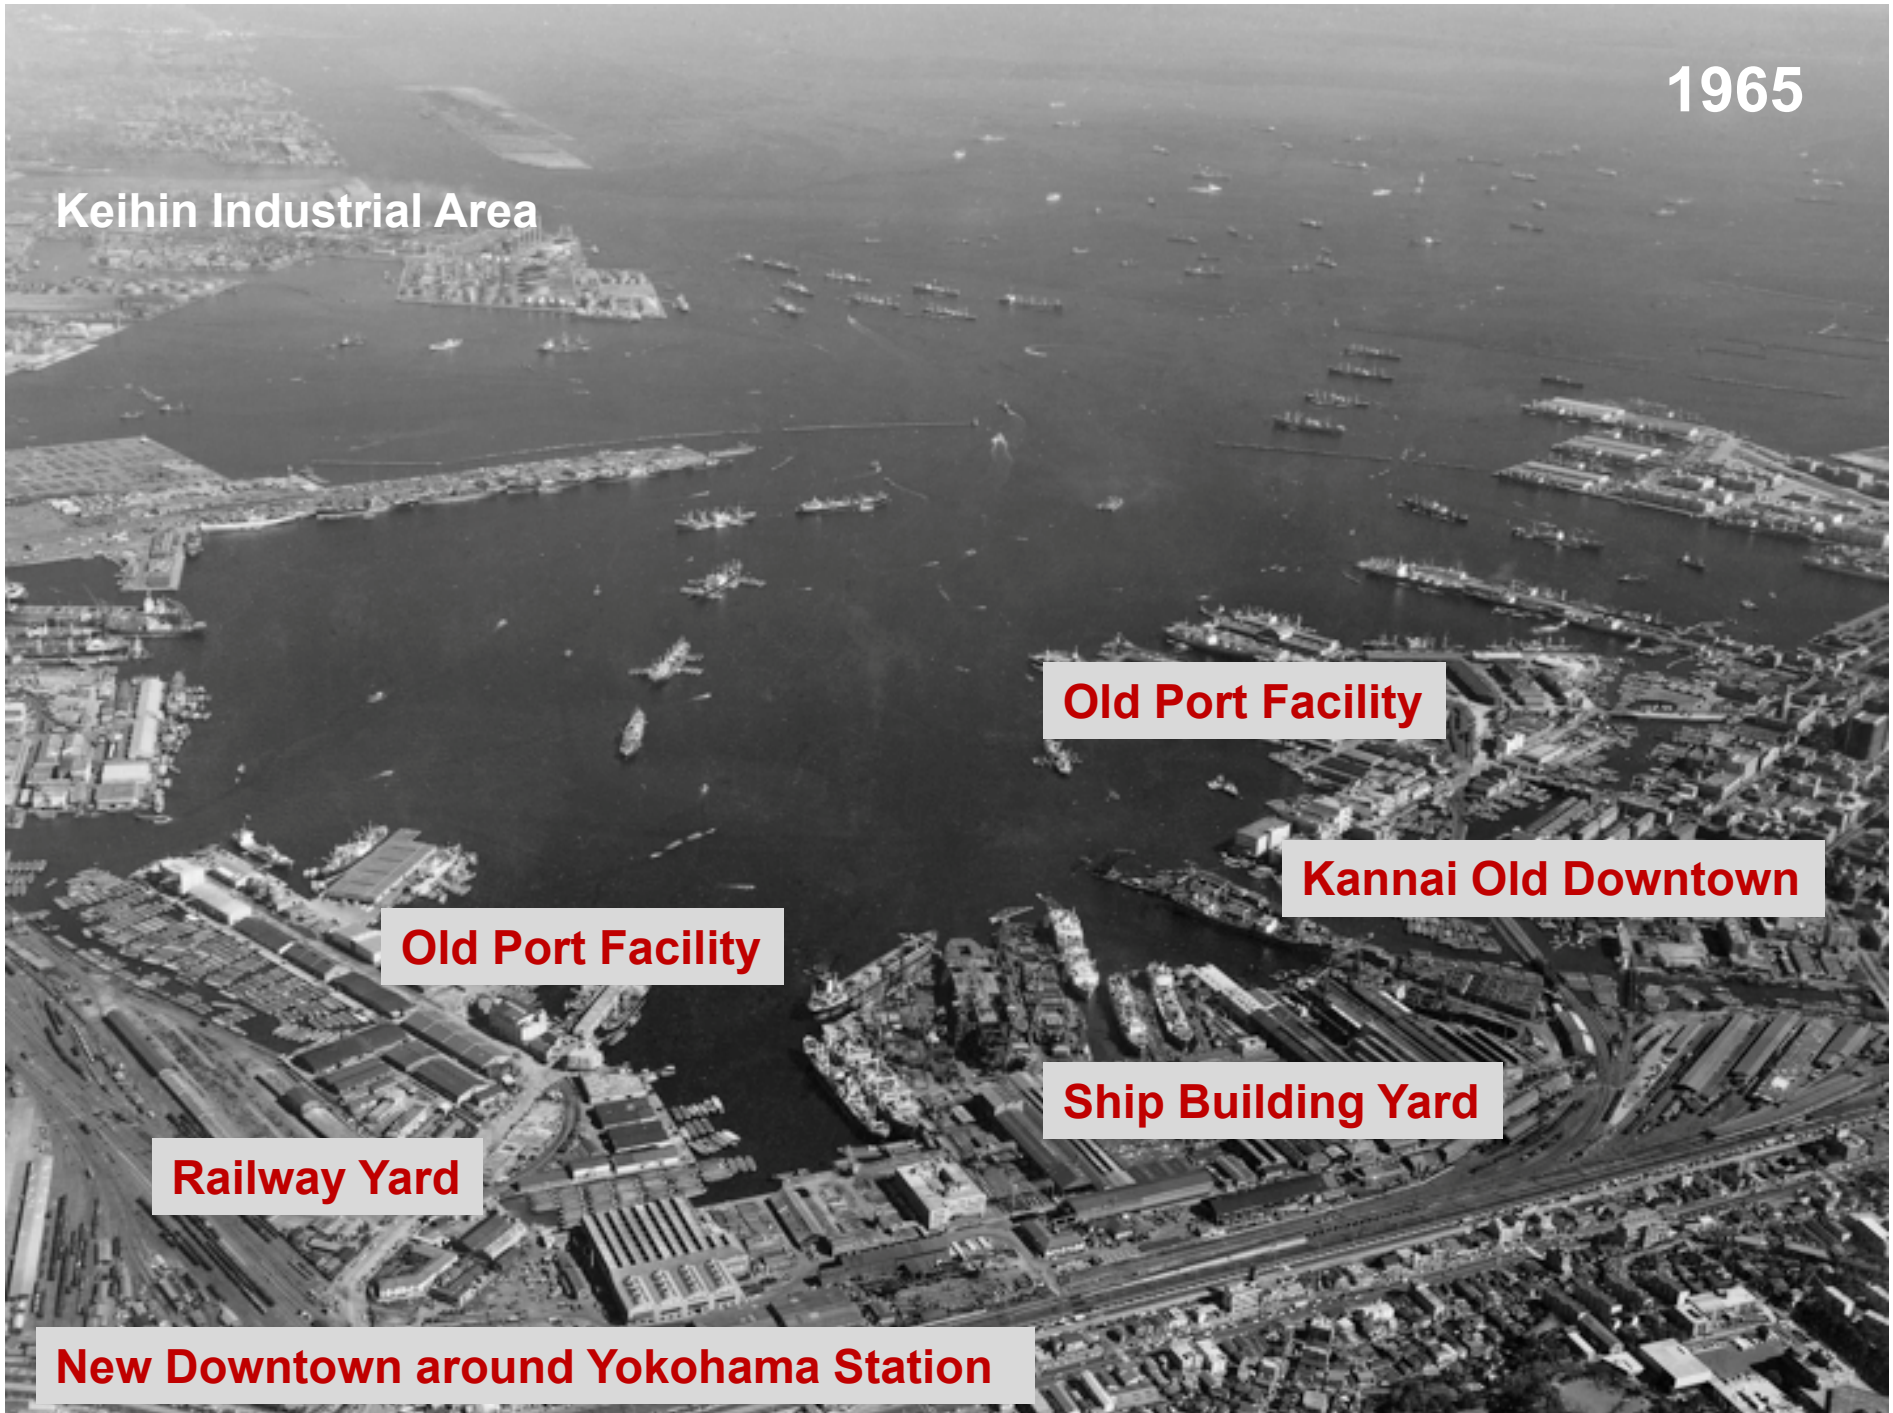 1965
Keihin Industrial Area
Old Port Facility
Kannai Old Downtown
Old Port Facility
Ship Building Yard
Railway Yard
New Downtown around Yokohama Station